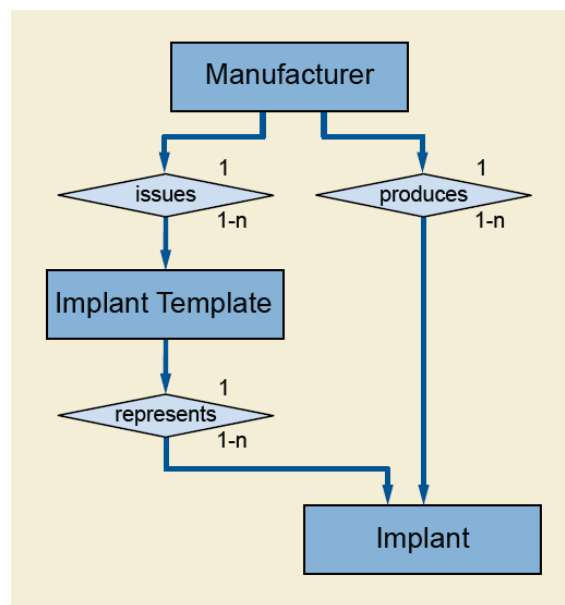 Manufacturer
1
1
issues
produces
1-n
1-n
Implant Template
1
represents
1-n
Implant